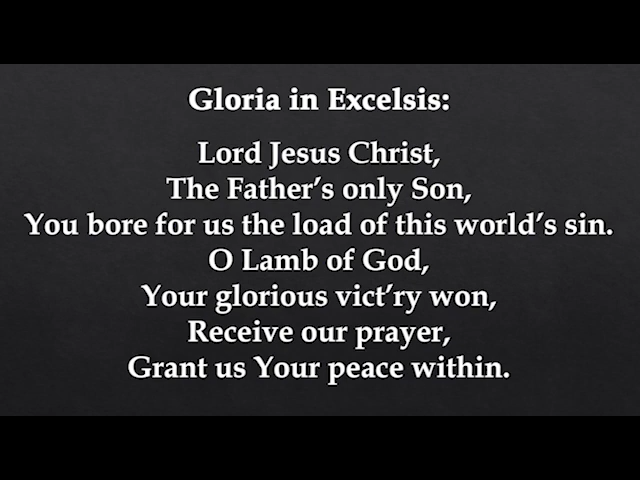 Gloria in Excelsis:
Lord Jesus Christ,
The Father’s only Son,
You bore for us the load of this world’s sin.
O Lamb of God,
Your glorious vict’ry won,
Receive our prayer,
Grant us Your peace within.